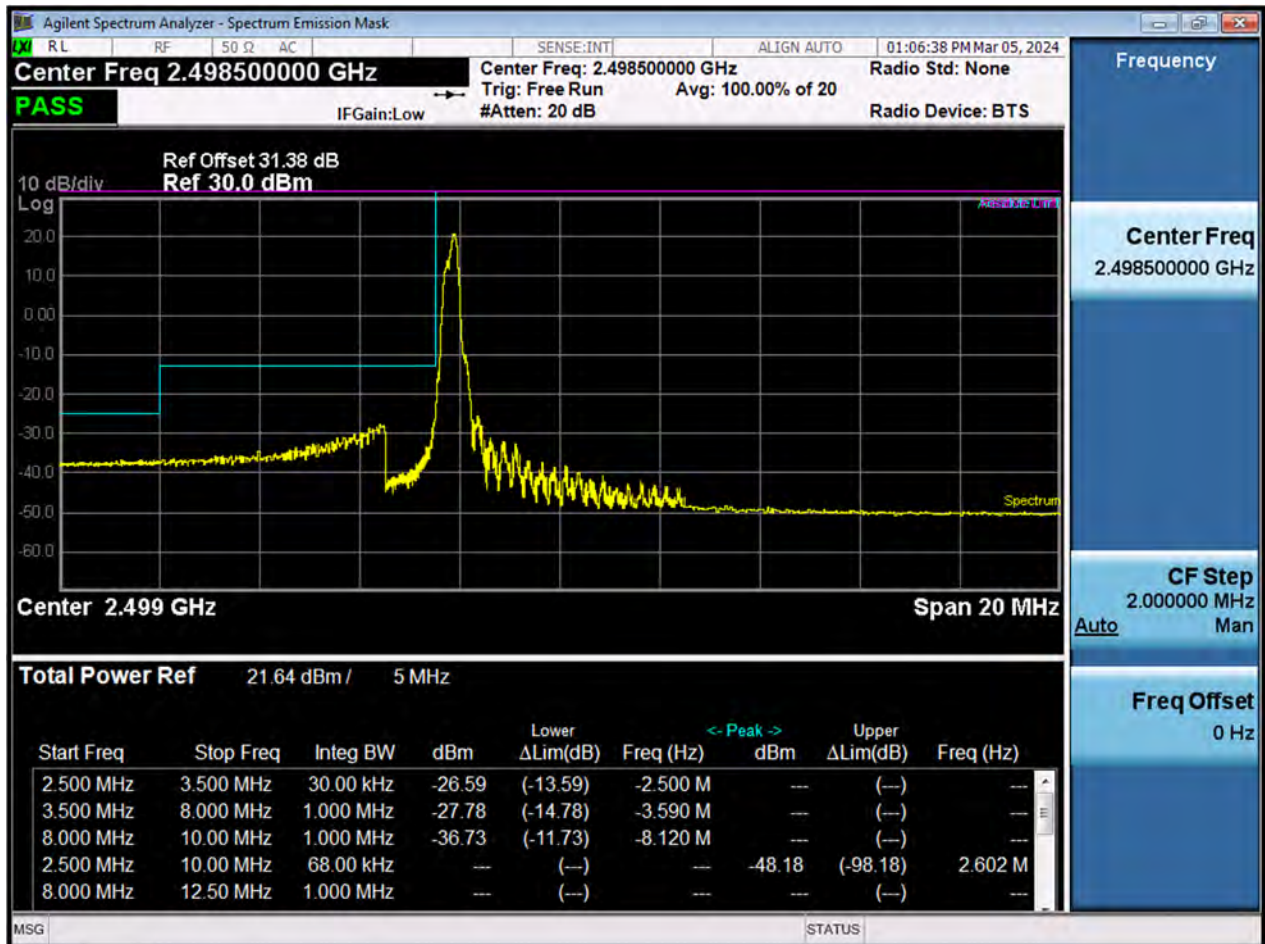 Agilent Spectrum Analyzer - Spectrum Emission Mask
LXI RL RF 50 Ω AC SENSE:INT ALIGN AUTO 01:06:38 PM Mar 05, 2024
Center Freq 2.498500000 GHz
Center Freq: 2.498500000 GHz
Radio Std: None
Trig: Free Run Avg: 100.00% of 20
PASS
IFGain:Low
#Atten: 20 dB
Radio Device: BTS
Ref Offset 31.38 dB
10 dB/div Ref 30.0 dBm
Log
Absolute Limit
20.0
10.0
0.00
-10.0
-20.0
-30.0
-40.0
Spectrum
-50.0
-60.0
Center 2.499 GHz Span 20 MHz
Total Power Ref 21.64 dBm / 5 MHz
Lower <- Peak -> Upper
Start Freq Stop Freq Integ BW dBm ΔLim(dB) Freq (Hz) dBm ΔLim(dB) Freq (Hz)
2.500 MHz 3.500 MHz 30.00 kHz -26.59 (-13.59) -2.500 M --- (---) ---
3.500 MHz 8.000 MHz 1.000 MHz -27.78 (-14.78) -3.590 M --- (---) ---
8.000 MHz 10.00 MHz 1.000 MHz -36.73 (-11.73) -8.120 M --- (---) ---
2.500 MHz 10.00 MHz 68.00 kHz --- (---) --- -48.18 (-98.18) 2.602 M
8.000 MHz 12.50 MHz 1.000 MHz --- (---) --- --- (---) ---
MSG STATUS
Frequency
Center Freq
2.498500000 GHz
CF Step
2.000000 MHz
Auto Man
Freq Offset
0 Hz